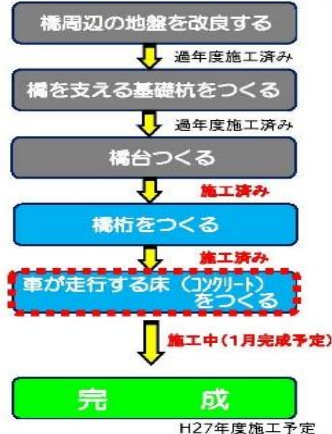 橋周辺の地盤を改良する
過年度施工済み
橋を支える基礎杭をつくる
過年度施工済み
橋台つくる
施工済み
橋桁をつくる
施工済み
車が走行する床（コンクリート）
をつくる
施工中（1月完成予定）
完　　成
H27年度施工予定